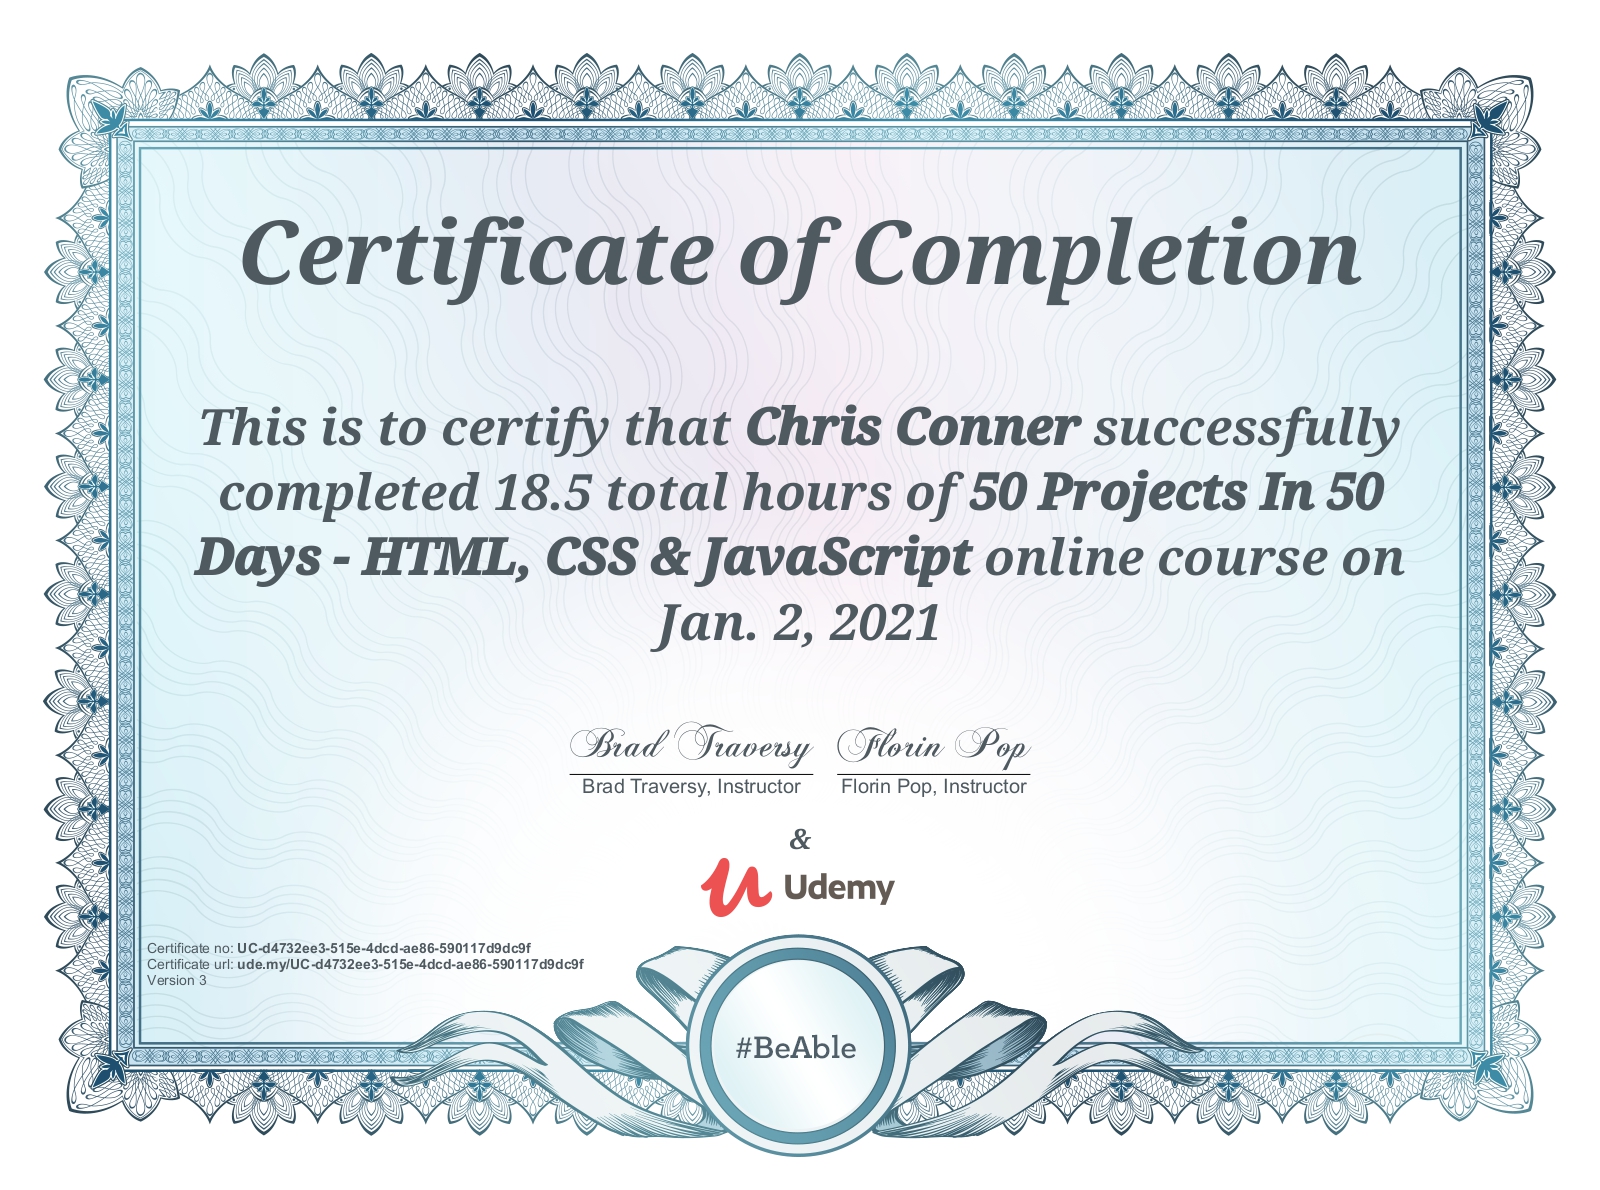 Certificate of Completion
This is to certify that Chris Conner successfully
completed 18.5 total hours of 50 Projects In 50
Days - HTML, CSS & JavaScript online course on
Jan. 2, 2021
Brad Traversy Florin Pop
Brad Traversy, Instructor Florin Pop, Instructor
&
Udemy
Certificate no: UC-d4732ee3-515e-4dcd-ae86-590117d9dc9f
Certificate url: ude.my/UC-d4732ee3-515e-4dcd-ae86-590117d9dc9f
Version 3
#BeAble